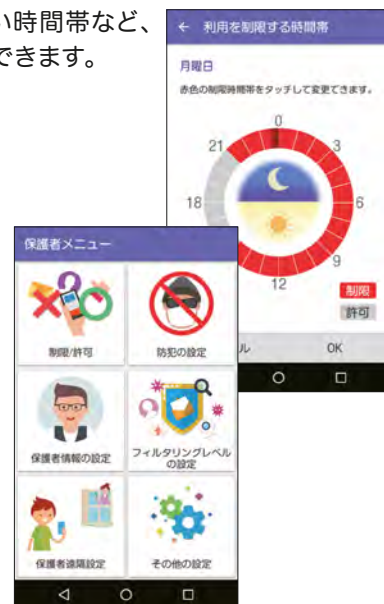 い時間帯など、
できます。
← 利用を制限する時間帯
月曜日
赤色の制限時間帯をタッチして変更できます。
0
21
3
18
6
9
12
制限
許可
ル
OK
保護者メニュー
制限/許可
防犯の設定
保護者情報の設定
フィルタリングレベル
の設定
保護者遠隔設定
その他の設定